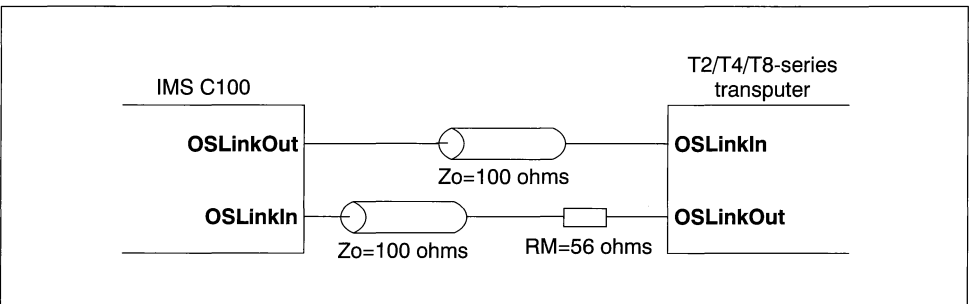 IMS C100
T2/T4/T8-series
transputer
OSLinkOut
OSLinkIn
Zo=100 ohms
OSLinkIn
OSLinkOut
Zo=100 ohms
RM=56 ohms